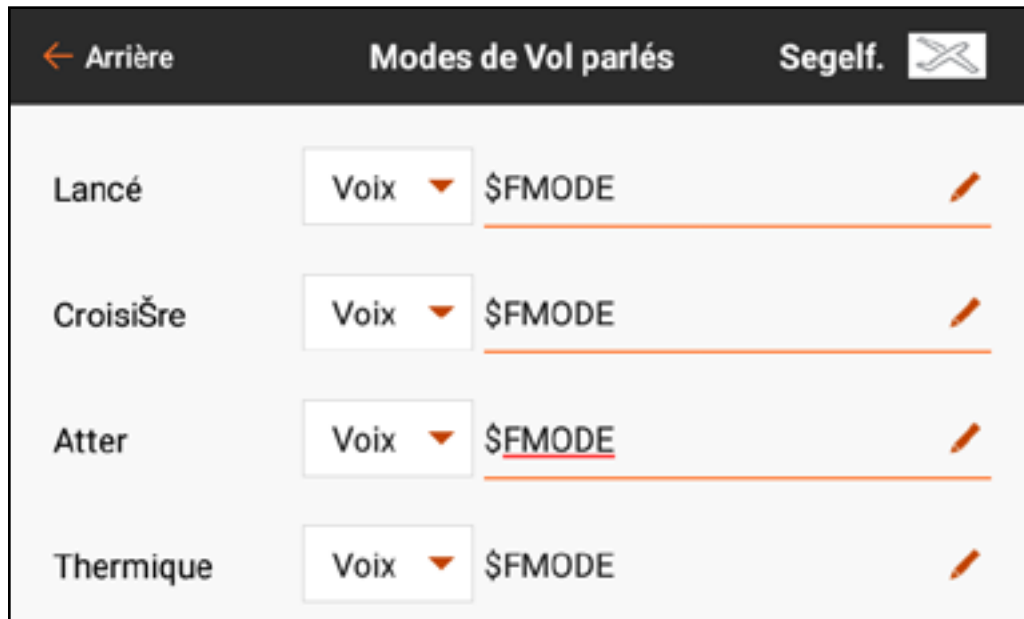 Arrière Modes de Vol parlés Segelf.
Lancé Voix $FMODE
CroisiŠre Voix $FMODE
Atter Voix $FMODE
Thermique Voix $FMODE